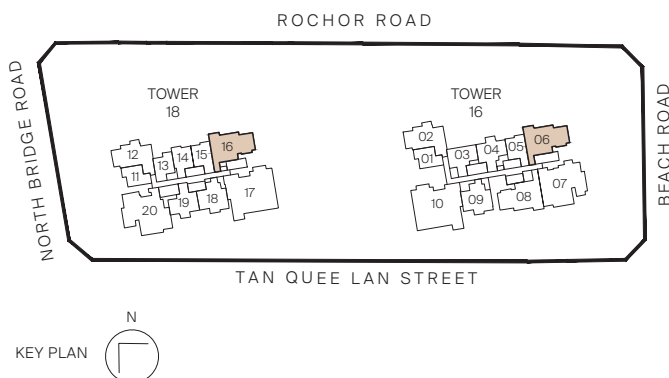 ROCHOR ROAD
NORTH BRIDGE ROAD
BEACH ROAD
TOWER
18
TOWER
16
12
11
13
14
15
16
20
19
18
17
02
01
03
04
05
06
10
09
08
07
TAN QUEE LAN STREET
N
KEY PLAN